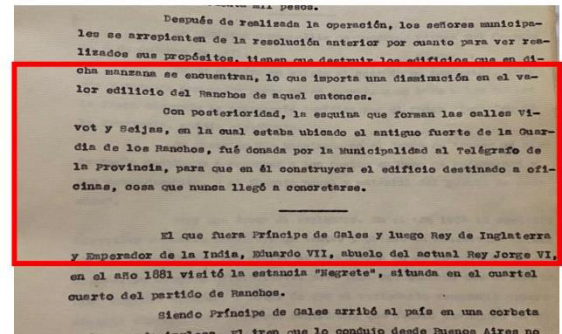 mil pesos.
Después de realizada la operación, los señores municipa-
les se arrepienten de la resolución anterior por cuanto para ver rea-
lizados sus propósitos, tienen que destruir los edificios que en di-
cha manzana se encuentran, lo que importa una disminución en el va-
lor edilicio del Ranchos de aquel entonces.
Con posterioridad, la esquina que forman las calles Vi-
vot y Seijas, en la cual estaba ubicado el antiguo fuerte de la Guar-
dia de los Ranchos, fué donada por la Municipalidad al Telégrafo de
la Provincia, para que en él construyera el edificio destinado a ofi-
cinas, cosa que nunca llegó a concretarse.
El que fuera Príncipe de Gales y luego Rey de Inglaterra
y Emperador de la India, Eduardo VII, abuelo del actual Rey Jorge VI,
en el año 1881 visitó la estancia "Negrete", situada en el cuartel
cuarto del partido de Ranchos.
Siendo Príncipe de Gales arribó al país en una corbeta
El tren que lo condujo desde Buenos Aires no